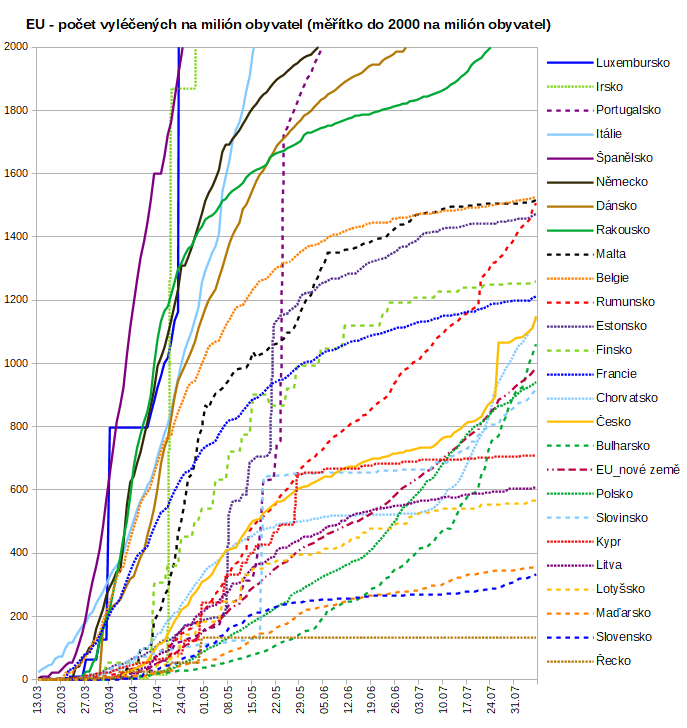 EU - počet vyléčených na milión obyvatel (měřítko do 2000 na milión obyvatel)
2000
1800
1600
1400
1200
1000
800
600
400
200
0
13.03
20.03
27.03
03.04
10.04
17.04
24.04
01.05
08.05
15.05
22.05
29.05
05.06
12.06
19.06
26.06
03.07
10.07
17.07
24.07
31.07
Luxembursko
Irsko
Portugalsko
Itálie
Španělsko
Německo
Dánsko
Rakousko
Malta
Belgie
Rumunsko
Estonsko
Finsko
Francie
Chorvatsko
Česko
Bulharsko
EU_nové země
Polsko
Slovinsko
Kypr
Litva
Lotyšsko
Maďarsko
Slovensko
Řecko